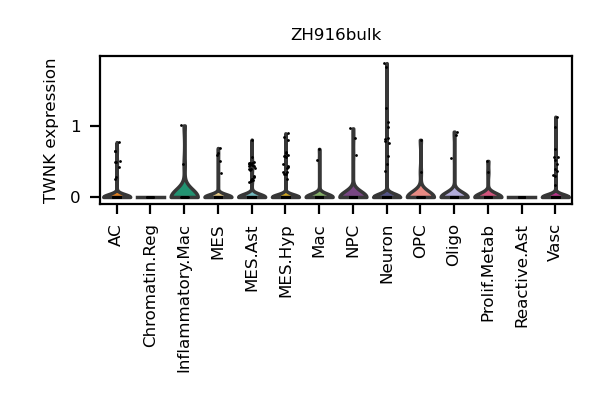 ZH916bulk
TWNK expression
1
0
AC
Chromatin.Reg
Inflammatory.Mac
MES
MES.Ast
MES.Hyp
Mac
NPC
Neuron
OPC
Oligo
Prolif.Metab
Reactive.Ast
Vasc